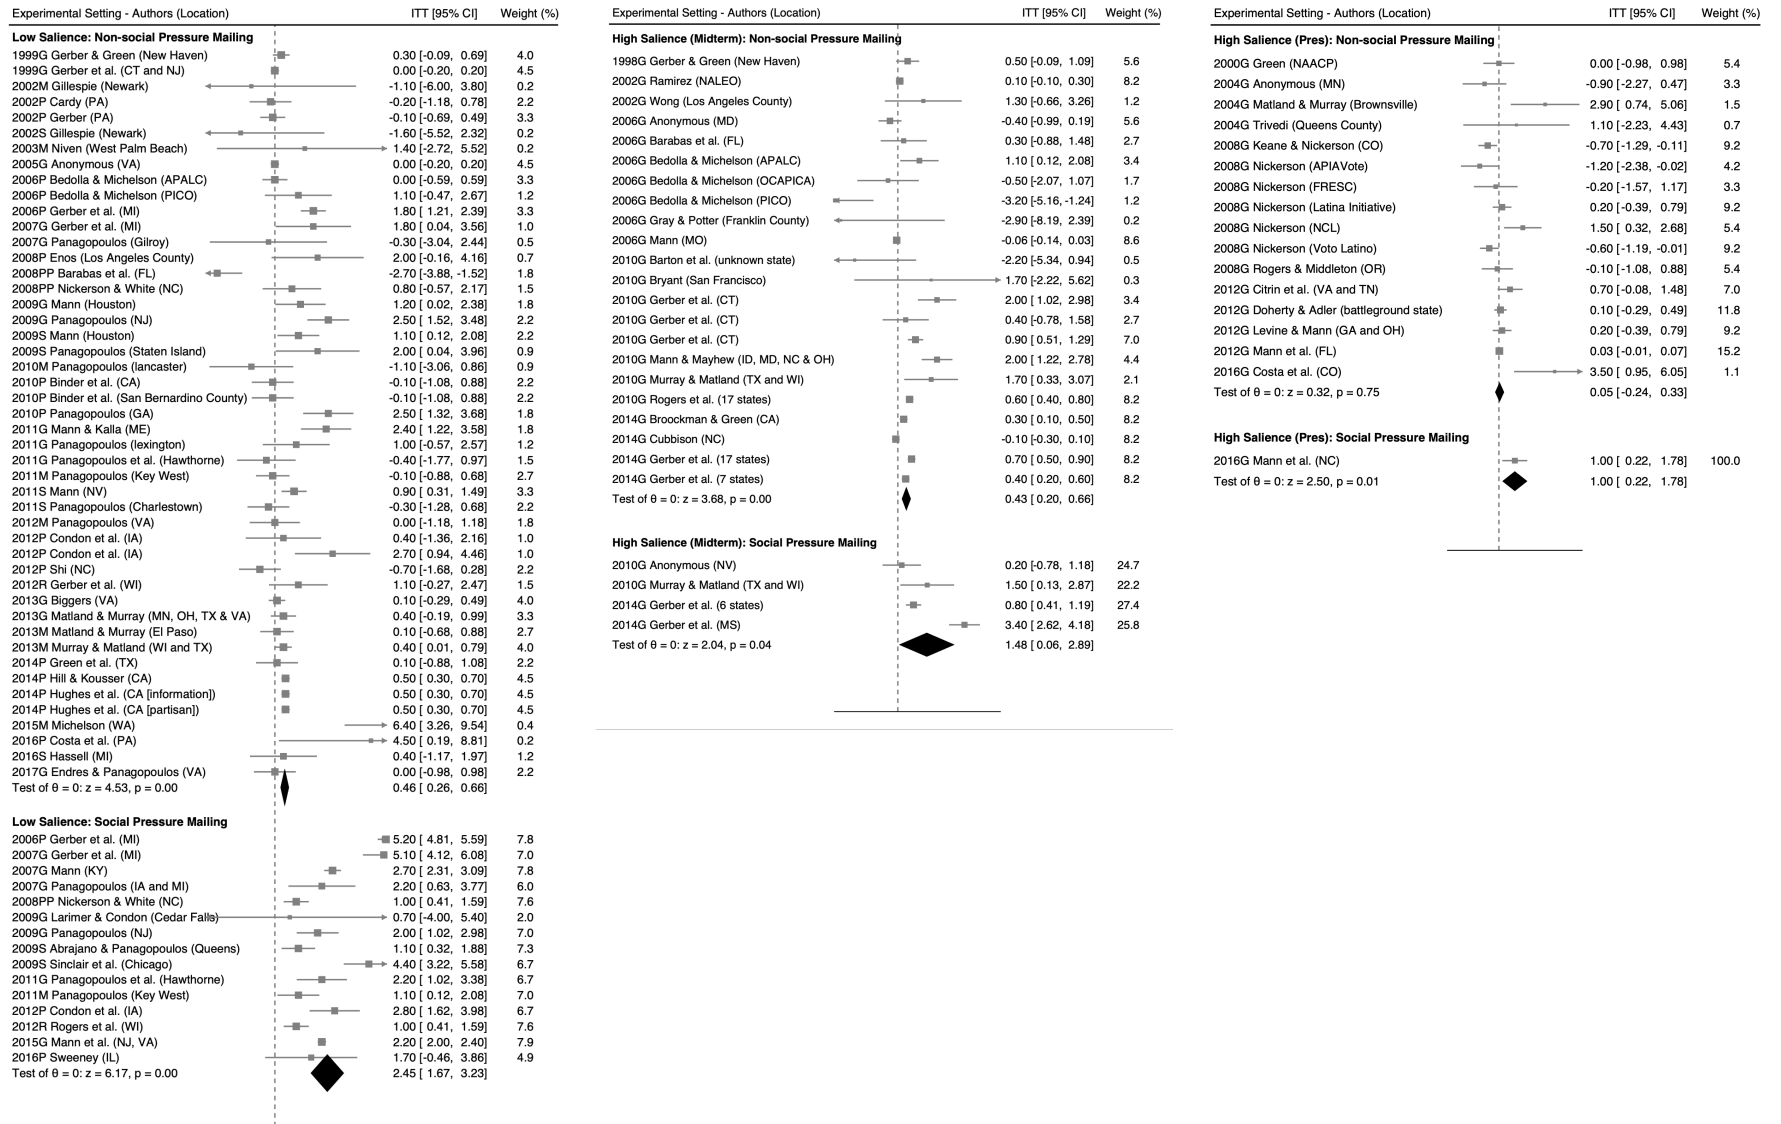 Experimental Setting - Authors (Location) ITT [95% CI] Weight (%)
Low Salience: Non-social Pressure Mailing
1999G Gerber & Green (New Haven) 0.30 [-0.09, 0.69] 4.0
1999G Gerber et al. (CT and NJ) 0.00 [-0.20, 0.20] 4.5
2002M Gillespie (Newark) -1.10 [-6.00, 3.80] 0.2
2002P Cardy (PA) -0.20 [-1.18, 0.78] 2.2
2002P Gerber (PA) -0.10 [-0.69, 0.49] 3.3
2002S Gillespie (Newark) -1.60 [-5.52, 2.32] 0.2
2003M Niven (West Palm Beach) 1.40 [-2.72, 5.52] 0.2
2005G Anonymous (VA) 0.00 [-0.20, 0.20] 4.5
2006P Bedolla & Michelson (APALC) 0.00 [-0.59, 0.59] 3.3
2006P Bedolla & Michelson (PICO) 1.10 [-0.47, 2.67] 1.2
2006P Gerber et al. (MI) 1.80 [ 1.21, 2.39] 3.3
2007G Gerber et al. (MI) 1.80 [ 0.04, 3.56] 1.0
2007G Panagopoulos (Gilroy) -0.30 [-3.04, 2.44] 0.5
2008P Enos (Los Angeles County) 2.00 [-0.16, 4.16] 0.7
2008PP Barabas et al. (FL) -2.70 [-3.88, -1.52] 1.8
2008PP Nickerson & White (NC) 0.80 [-0.57, 2.17] 1.5
2009G Mann (Houston) 1.20 [ 0.02, 2.38] 1.8
2009G Panagopoulos (NJ) 2.50 [ 1.52, 3.48] 2.2
2009S Mann (Houston) 1.10 [ 0.12, 2.08] 2.2
2009S Panagopoulos (Staten Island) 2.00 [ 0.04, 3.96] 0.9
2010M Panagopoulos (lancaster) -1.10 [-3.06, 0.86] 0.9
2010P Binder et al. (CA) -0.10 [-1.08, 0.88] 2.2
2010P Binder et al. (San Bernardino County) -0.10 [-1.08, 0.88] 2.2
2010P Panagopoulos (GA) 2.50 [ 1.32, 3.68] 1.8
2011G Mann & Kalla (ME) 2.40 [ 1.22, 3.58] 1.8
2011G Panagopoulos (lexington) 1.00 [-0.57, 2.57] 1.2
2011G Panagopoulos et al. (Hawthorne) -0.40 [-1.77, 0.97] 1.5
2011M Panagopoulos (Key West) -0.10 [-0.88, 0.68] 2.7
2011S Mann (NV) 0.90 [ 0.31, 1.49] 3.3
2011S Panagopoulos (Charlestown) -0.30 [-1.28, 0.68] 2.2
2012M Panagopoulos (VA) 0.00 [-1.18, 1.18] 1.8
2012P Condon et al. (IA) 0.40 [-1.36, 2.16] 1.0
2012P Condon et al. (IA) 2.70 [ 0.94, 4.46] 1.0
2012P Shi (NC) -0.70 [-1.68, 0.28] 2.2
2012R Gerber et al. (WI) 1.10 [-0.27, 2.47] 1.5
2013G Biggers (VA) 0.10 [-0.29, 0.49] 4.0
2013G Matland & Murray (MN, OH, TX & VA) 0.40 [-0.19, 0.99] 3.3
2013M Matland & Murray (El Paso) 0.10 [-0.68, 0.88] 2.7
2013M Murray & Matland (WI and TX) 0.40 [ 0.01, 0.79] 4.0
2014P Green et al. (TX) 0.10 [-0.88, 1.08] 2.2
2014P Hill & Kousser (CA) 0.50 [ 0.30, 0.70] 4.5
2014P Hughes et al. (CA [information]) 0.50 [ 0.30, 0.70] 4.5
2014P Hughes et al. (CA [partisan]) 0.50 [ 0.30, 0.70] 4.5
2015M Michelson (WA) 6.40 [ 3.26, 9.54] 0.4
2016P Costa et al. (PA) 4.50 [ 0.19, 8.81] 0.2
2016S Hassell (MI) 0.40 [-1.17, 1.97] 1.2
2017G Endres & Panagopoulos (VA) 0.00 [-0.98, 0.98] 2.2
Test of θ = 0: z = 4.53, p = 0.00 0.46 [ 0.26, 0.66]
Low Salience: Social Pressure Mailing
2006P Gerber et al. (MI) 5.20 [ 4.81, 5.59] 7.8
2007G Gerber et al. (MI) 5.10 [ 4.12, 6.08] 7.0
2007G Mann (KY) 2.70 [ 2.31, 3.09] 7.8
2007G Panagopoulos (IA and MI) 2.20 [ 0.63, 3.77] 6.0
2008PP Nickerson & White (NC) 1.00 [ 0.41, 1.59] 7.6
2009G Larimer & Condon (Cedar Falls) 0.70 [-4.00, 5.40] 2.0
2009G Panagopoulos (NJ) 2.00 [ 1.02, 2.98] 7.0
2009S Abrajano & Panagopoulos (Queens) 1.10 [ 0.32, 1.88] 7.3
2009S Sinclair et al. (Chicago) 4.40 [ 3.22, 5.58] 6.7
2011G Panagopoulos et al. (Hawthorne) 2.20 [ 1.02, 3.38] 6.7
2011M Panagopoulos (Key West) 1.10 [ 0.12, 2.08] 7.0
2012P Condon et al. (IA) 2.80 [ 1.62, 3.98] 6.7
2012R Rogers et al. (WI) 1.00 [ 0.41, 1.59] 7.6
2015G Mann et al. (NJ, VA) 2.20 [ 2.00, 2.40] 7.9
2016P Sweeney (IL) 1.70 [-0.46, 3.86] 4.9
Test of θ = 0: z = 6.17, p = 0.00 2.45 [ 1.67, 3.23]
Experimental Setting - Authors (Location) ITT [95% CI] Weight (%)
High Salience (Midterm): Non-social Pressure Mailing
1998G Gerber & Green (New Haven) 0.50 [-0.09, 1.09] 5.6
2002G Ramirez (NALEO) 0.10 [-0.10, 0.30] 8.2
2002G Wong (Los Angeles County) 1.30 [-0.66, 3.26] 1.2
2006G Anonymous (MD) -0.40 [-0.99, 0.19] 5.6
2006G Barabas et al. (FL) 0.30 [-0.88, 1.48] 2.7
2006G Bedolla & Michelson (APALC) 1.10 [ 0.12, 2.08] 3.4
2006G Bedolla & Michelson (OCAPICA) -0.50 [-2.07, 1.07] 1.7
2006G Bedolla & Michelson (PICO) -3.20 [-5.16, -1.24] 1.2
2006G Gray & Potter (Franklin County) -2.90 [-8.19, 2.39] 0.2
2006G Mann (MO) -0.06 [-0.14, 0.03] 8.6
2010G Barton et al. (unknown state) -2.20 [-5.34, 0.94] 0.5
2010G Bryant (San Francisco) 1.70 [-2.22, 5.62] 0.3
2010G Gerber et al. (CT) 2.00 [ 1.02, 2.98] 3.4
2010G Gerber et al. (CT) 0.40 [-0.78, 1.58] 2.7
2010G Gerber et al. (CT) 0.90 [ 0.51, 1.29] 7.0
2010G Mann & Mayhew (ID, MD, NC & OH) 2.00 [ 1.22, 2.78] 4.4
2010G Murray & Matland (TX and WI) 1.70 [ 0.33, 3.07] 2.1
2010G Rogers et al. (17 states) 0.60 [ 0.40, 0.80] 8.2
2014G Broockman & Green (CA) 0.30 [ 0.10, 0.50] 8.2
2014G Cubbison (NC) -0.10 [-0.30, 0.10] 8.2
2014G Gerber et al. (17 states) 0.70 [ 0.50, 0.90] 8.2
2014G Gerber et al. (7 states) 0.40 [ 0.20, 0.60] 8.2
Test of θ = 0: z = 3.68, p = 0.00 0.43 [ 0.20, 0.66]
High Salience (Midterm): Social Pressure Mailing
2010G Anonymous (NV) 0.20 [-0.78, 1.18] 24.7
2010G Murray & Matland (TX and WI) 1.50 [ 0.13, 2.87] 22.2
2014G Gerber et al. (6 states) 0.80 [ 0.41, 1.19] 27.4
2014G Gerber et al. (MS) 3.40 [ 2.62, 4.18] 25.8
Test of θ = 0: z = 2.04, p = 0.04 1.48 [ 0.06, 2.89]
Experimental Setting - Authors (Location) ITT [95% CI] Weight (%)
High Salience (Pres): Non-social Pressure Mailing
2000G Green (NAACP) 0.00 [-0.98, 0.98] 5.4
2004G Anonymous (MN) -0.90 [-2.27, 0.47] 3.3
2004G Matland & Murray (Brownsville) 2.90 [ 0.74, 5.06] 1.5
2004G Trivedi (Queens County) 1.10 [-2.23, 4.43] 0.7
2008G Keane & Nickerson (CO) -0.70 [-1.29, -0.11] 9.2
2008G Nickerson (APIAVote) -1.20 [-2.38, -0.02] 4.2
2008G Nickerson (FRESC) -0.20 [-1.57, 1.17] 3.3
2008G Nickerson (Latina Initiative) 0.20 [-0.39, 0.79] 9.2
2008G Nickerson (NCL) 1.50 [ 0.32, 2.68] 5.4
2008G Nickerson (Voto Latino) -0.60 [-1.19, -0.01] 9.2
2008G Rogers & Middleton (OR) -0.10 [-1.08, 0.88] 5.4
2012G Citrin et al. (VA and TN) 0.70 [-0.08, 1.48] 7.0
2012G Doherty & Adler (battleground state) 0.10 [-0.29, 0.49] 11.8
2012G Levine & Mann (GA and OH) 0.20 [-0.39, 0.79] 9.2
2012G Mann et al. (FL) 0.03 [-0.01, 0.07] 15.2
2016G Costa et al. (CO) 3.50 [ 0.95, 6.05] 1.1
Test of θ = 0: z = 0.32, p = 0.75 0.05 [-0.24, 0.33]
High Salience (Pres): Social Pressure Mailing
2016G Mann et al. (NC) 1.00 [ 0.22, 1.78] 100.0
Test of θ = 0: z = 2.50, p = 0.01 1.00 [ 0.22, 1.78]